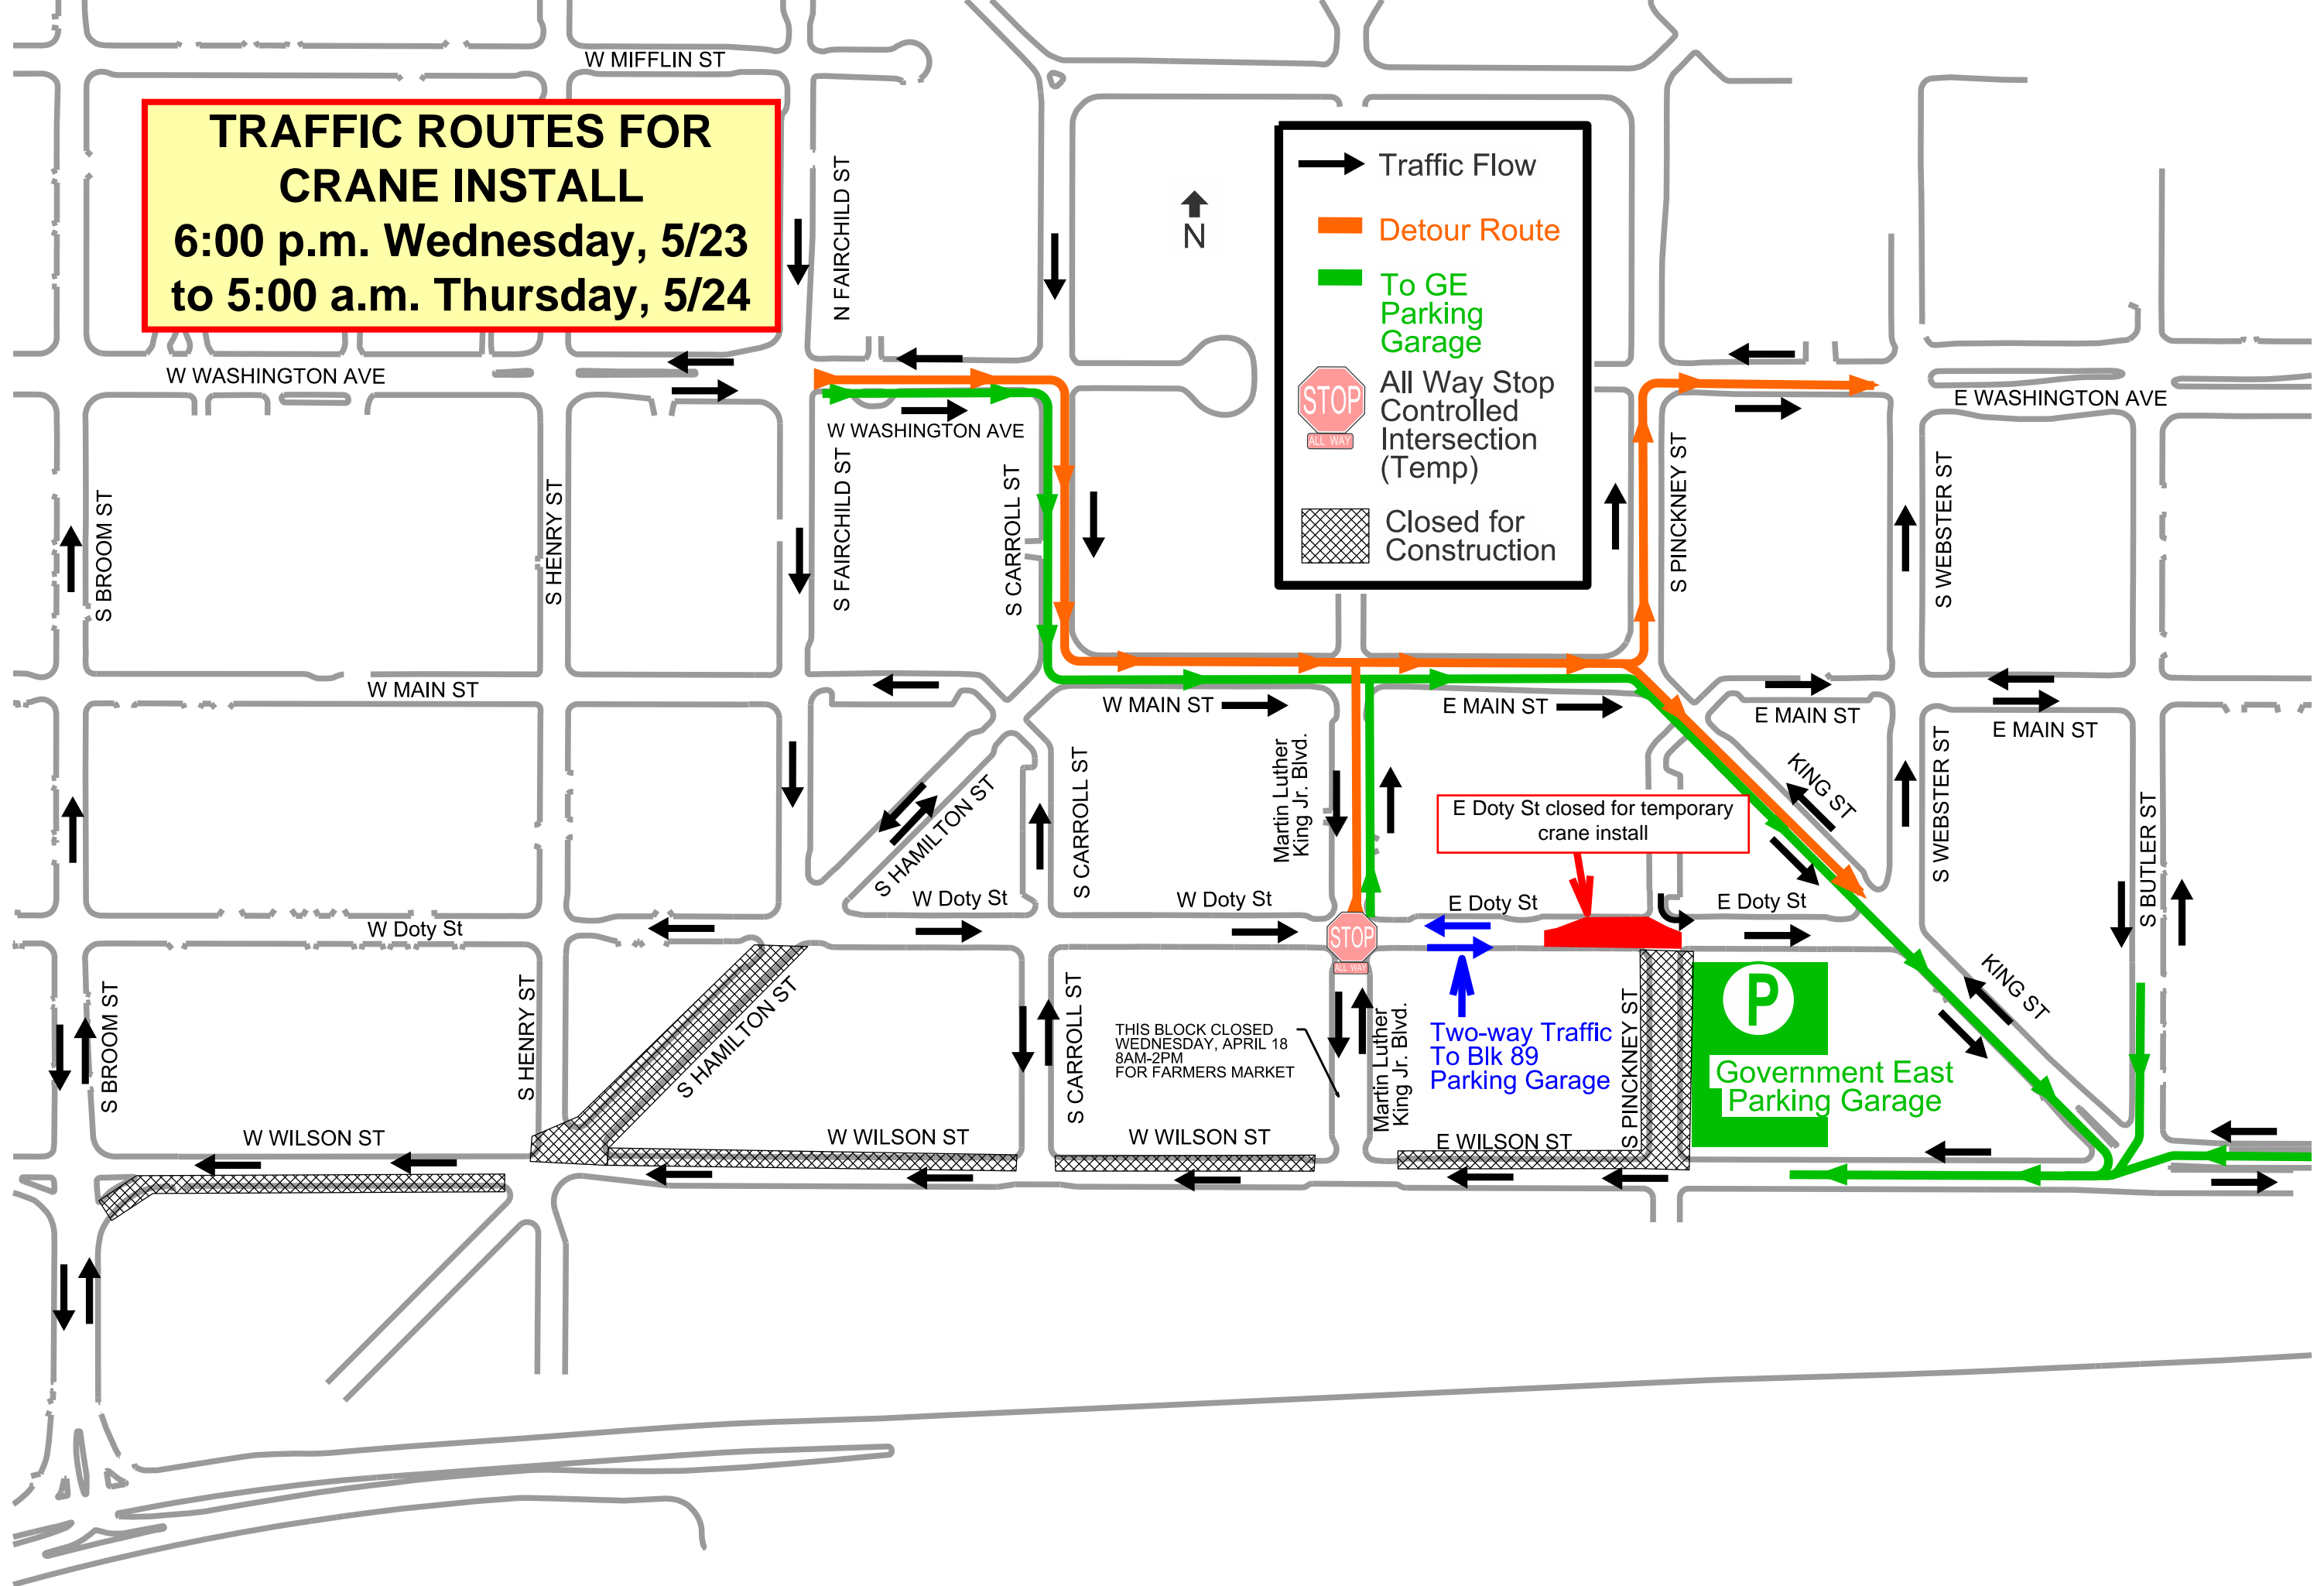 W MIFFLIN ST
TRAFFIC ROUTES FOR
CRANE INSTALL
6:00 p.m. Wednesday, 5/23
to 5:00 a.m. Thursday, 5/24
N FAIRCHILD ST
N
Traffic Flow
Detour Route
To GE
Parking
Garage
STOP
ALL WAY
All Way Stop
Controlled
Intersection
(Temp)
Closed for
Construction
W WASHINGTON AVE
W WASHINGTON AVE
E WASHINGTON AVE
S BROOM ST
S HENRY ST
S FAIRCHILD ST
S CARROLL ST
S PINCKNEY ST
S WEBSTER ST
W MAIN ST
W MAIN ST
E MAIN ST
E MAIN ST
E MAIN ST
S HAMILTON ST
S CARROLL ST
Martin Luther
King Jr. Blvd.
E Doty St closed for temporary
crane install
KING ST
S WEBSTER ST
S BUTLER ST
W Doty St
W Doty St
W Doty St
E Doty St
E Doty St
STOP
ALL WAY
S BROOM ST
S HENRY ST
S HAMILTON ST
S CARROLL ST
THIS BLOCK CLOSED
WEDNESDAY, APRIL 18
8AM-2PM
FOR FARMERS MARKET
Martin Luther
King Jr. Blvd.
Two-way Traffic
To Blk 89
Parking Garage
S PINCKNEY ST
P
Government East
Parking Garage
KING ST
W WILSON ST
W WILSON ST
W WILSON ST
E WILSON ST